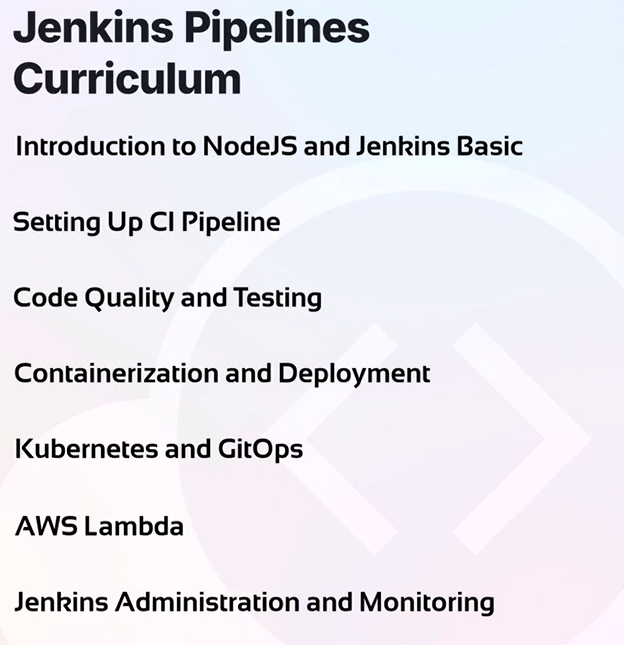 Jenkins Pipelines
Curriculum
Introduction to NodeJS and Jenkins Basic
Setting Up CI Pipeline
Code Quality and Testing
Containerization and Deployment
Kubernetes and GitOps
AWS Lambda
Jenkins Administration and Monitoring